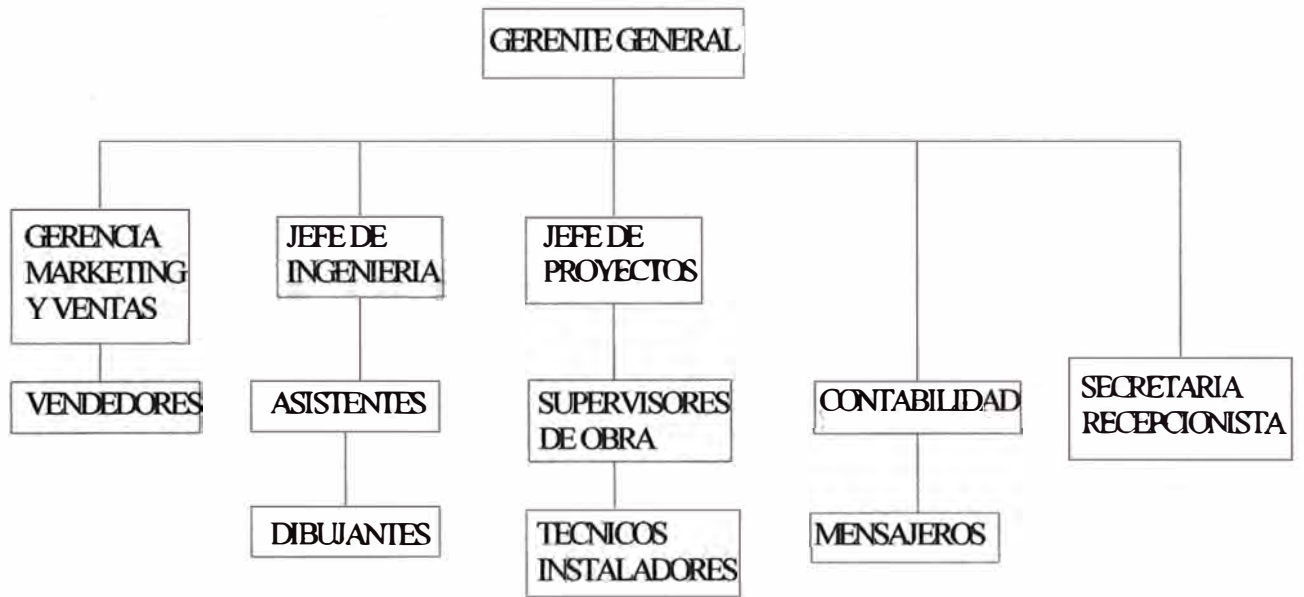 GERENTE GENERAL
GERENCIA
MARKETING
Y VENTAS
JEFE DE
INGENIERIA
JEFE DE
PROYECTOS
VENDEDORES
ASISTENTES
SUPERVISORES
DE OBRA
CONTABILIDAD
SECRETARIA
RECEPCIONISTA
DIBUJANTES
TECNICOS
INSTALADORES
MENSAJEROS